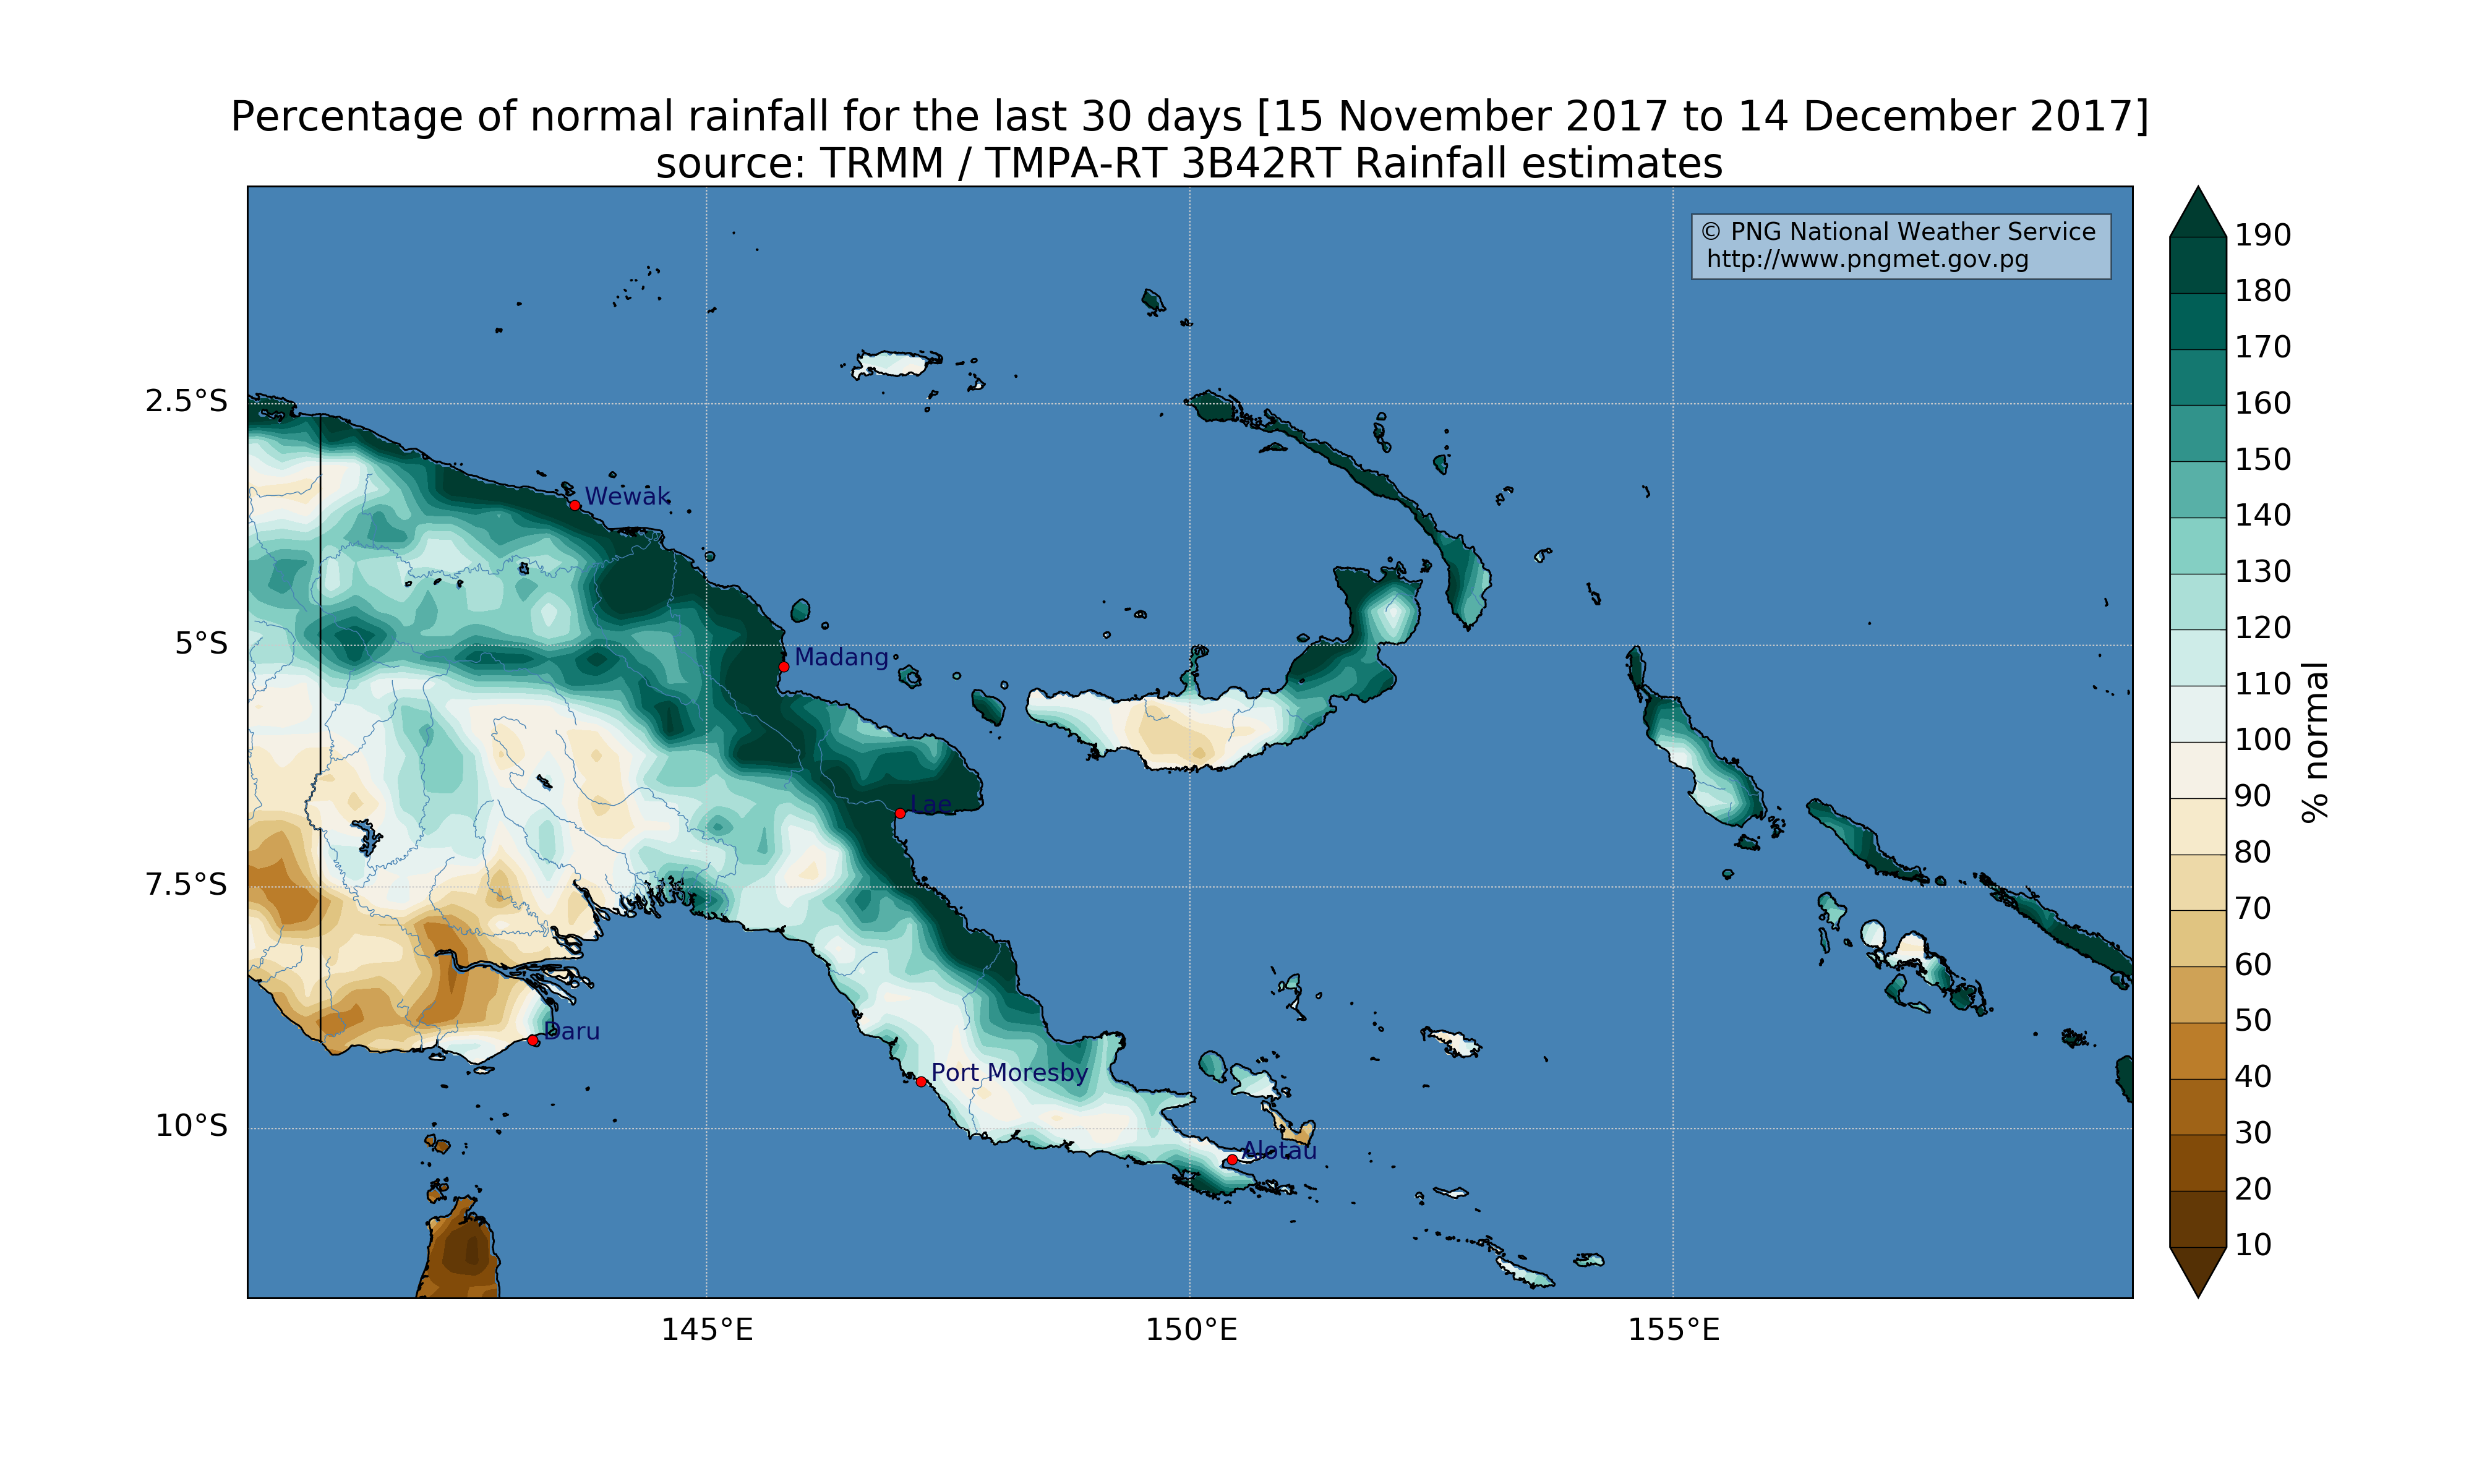 Percentage of normal rainfall for the last 30 days [15 November 2017 to 14 December 2017]
source: TRMM / TMPA-RT 3B42RT Rainfall estimates
© PNG National Weather Service
http://www.pngmet.gov.pg
190
180
170
160
150
140
130
120
110
100
90
80
70
60
50
40
30
20
10
% normal
2.5°S
5°S
7.5°S
10°S
Wewak
Madang
Lae
Daru
Port Moresby
Alotau
145°E
150°E
155°E